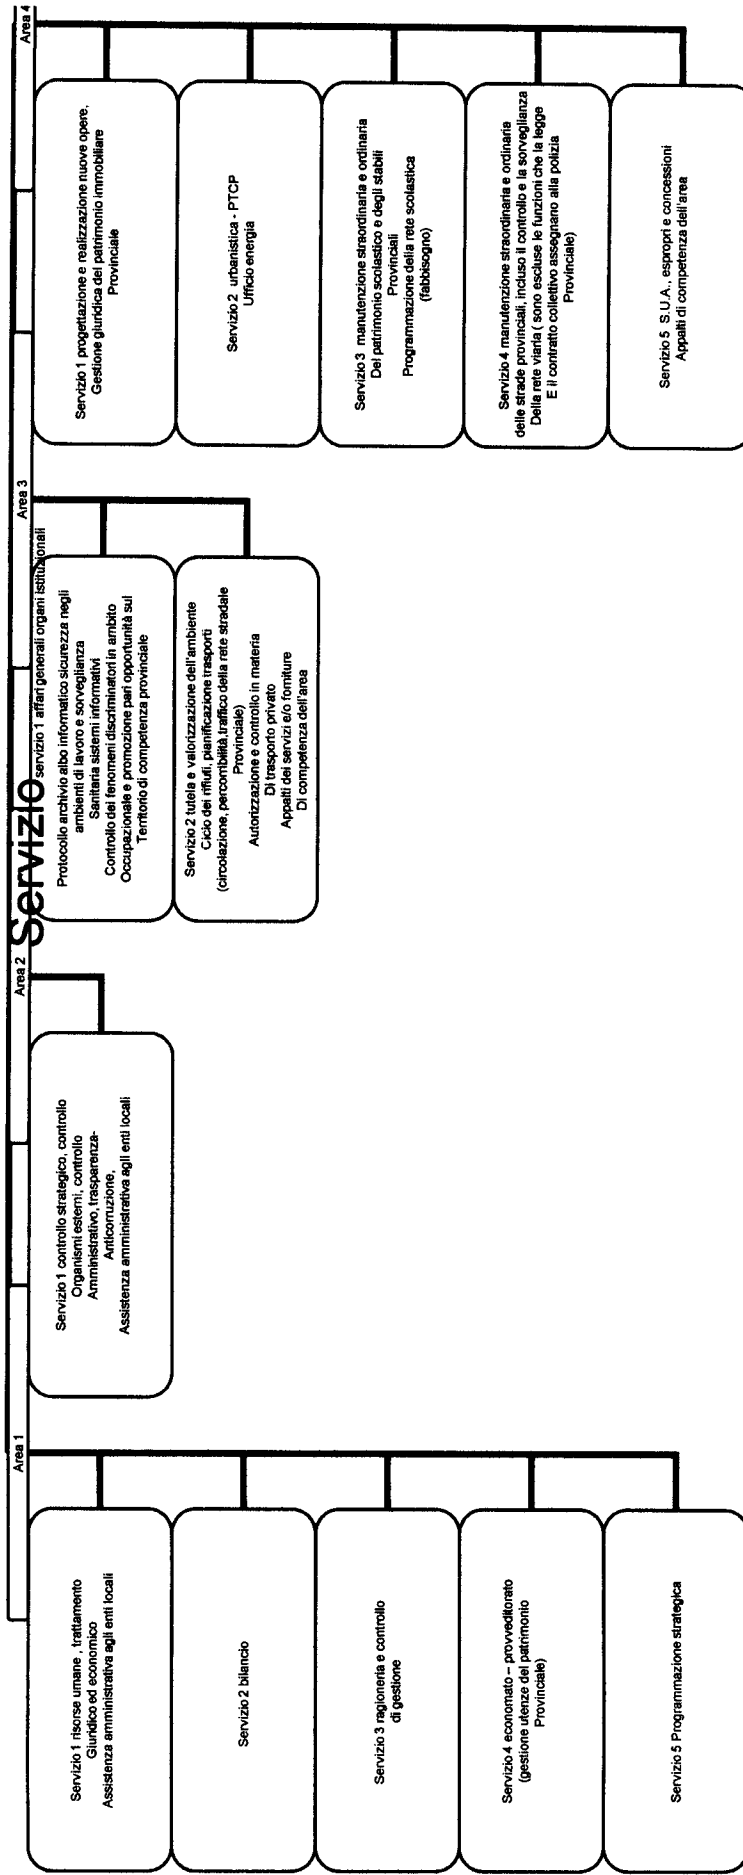 Servizio
Area 1
Servizio 1 risorse umane , trattamento
Giuridico ed economico
Assistenza amministrativa agli enti locali
Servizio 2 bilancio
Servizio 3 ragioneria e controllo
di gestione
Servizio 4 economato – provveditorato
(gestione utenze del patrimonio
Provinciale)
Servizio 5 Programmazione strategica
Area 2
Servizio 1 controllo strategico, controllo
Organismi esterni, controllo
Amministrativo, trasparenza-
Anticorruzione,
Assistenza amministrativa agli enti locali
Area 3
servizio 1 affari generali organi istituzionali
Protocollo archivio albo informatico sicurezza negli
ambienti di lavoro e sorveglianza
Sanitaria sistemi informativi
Controllo dei fenomeni discriminatori in ambito
Occupazionale e promozione pari opportunità sul
Territorio di competenza provinciale
Servizio 2 tutela e valorizzazione dell'ambiente
Ciclo dei rifiuti, pianificazione trasporti
(circolazione, percorribilità,traffico della rete stradale
Provinciale)
Autorizzazione e controllo in materia
Di trasporto privato
Appalti dei servizi e/o forniture
Di competenza dell'area
Area 4
Servizio 1 progettazione e realizzazione nuove opere,
Gestione giuridica del patrimonio immobiliare
Provinciale
Servizio 2 urbanistica - PTCP
Ufficio energia
Servizio 3 manutenzione straordinaria e ordinaria
Del patrimonio scolastico e degli stabili
Provinciali
Programmazione della rete scolastica
(fabbisogno)
Servizio 4 manutenzione straordinaria e ordinaria
delle strade provinciali, incluso il controllo e la sorveglianza
Della rete viaria ( sono escluse le funzioni che la legge
E il contratto collettivo assegnano alla polizia
Provinciale)
Servizio 5 S.U.A., espropri e concessioni
Appalti di competenza dell'area